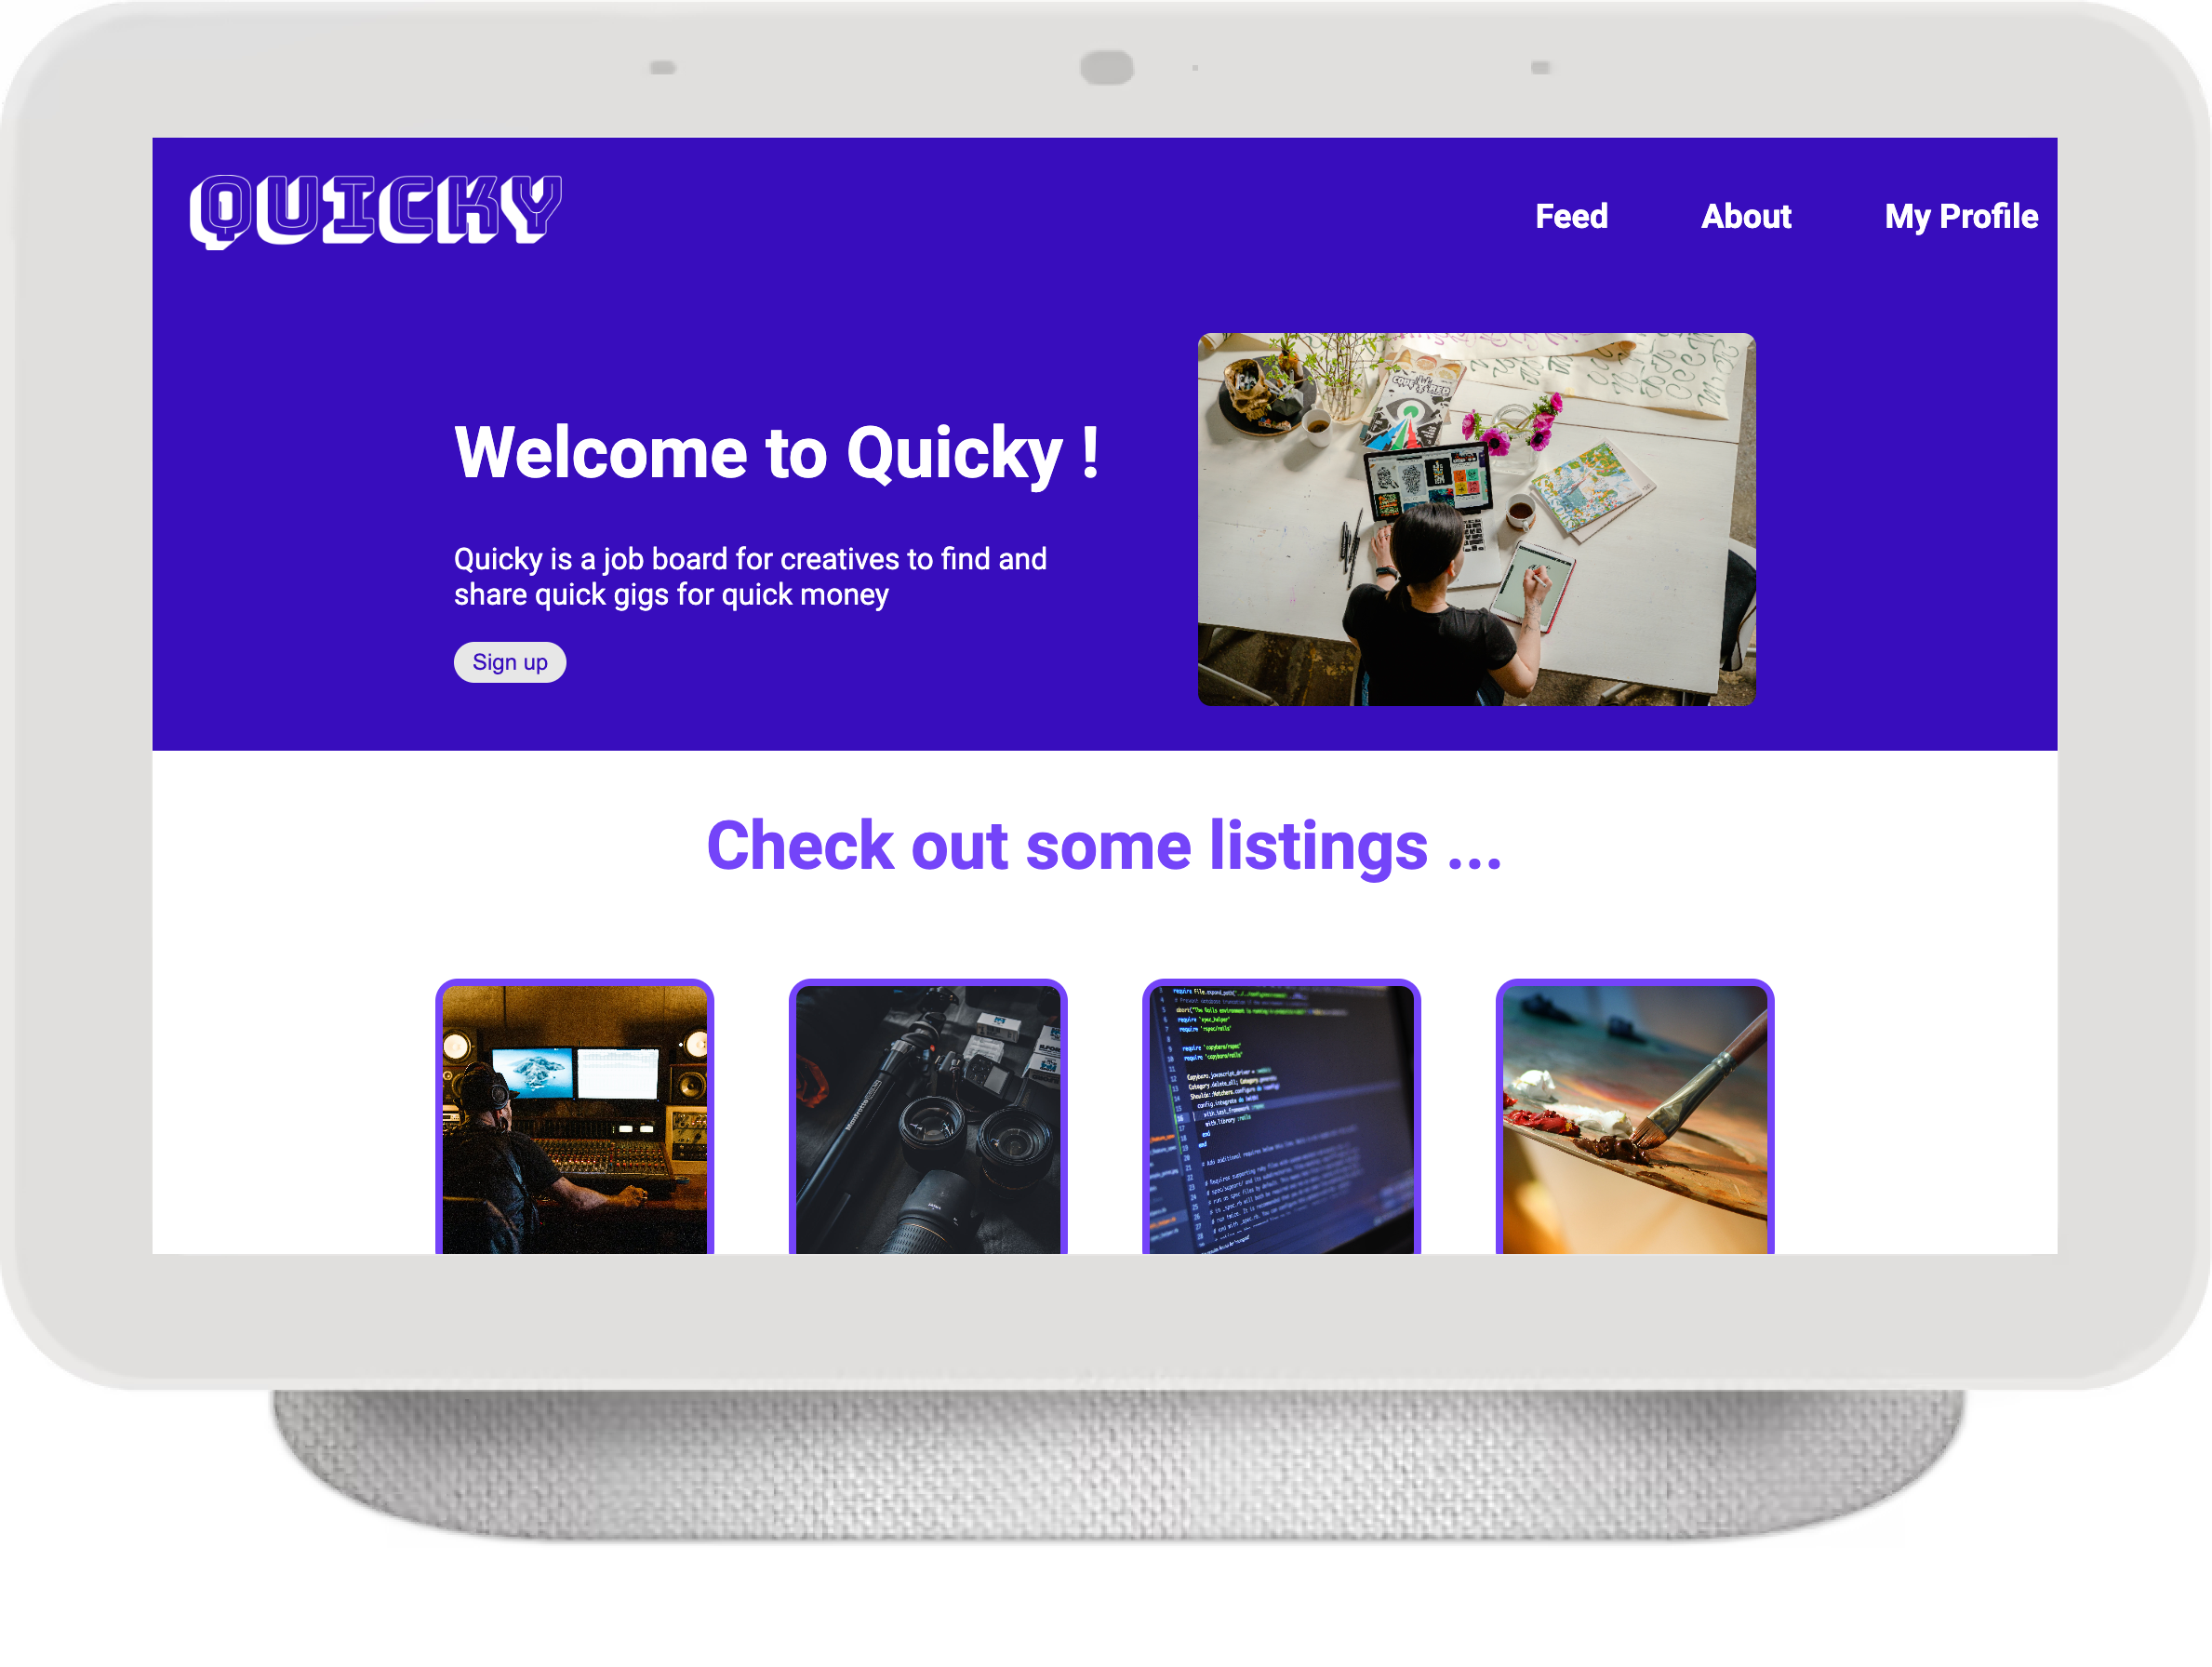 QUICKY
Feed
About
My Profile
Welcome to Quicky !
Quicky is a job board for creatives to find and
share quick gigs for quick money
Sign up
Check out some listings ...